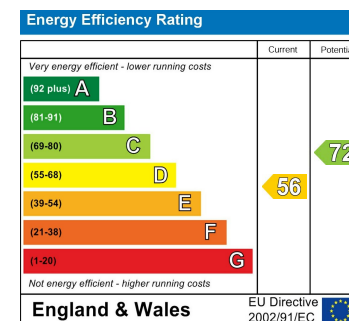 Energy Efficiency Rating
Current
Very energy efficient - lower running costs
(92 plus) A
(81-91) B
(69-80) C
72
(55-68) D
56
(39-54) E
(21-38) F
(1-20) G
Not energy efficient - higher running costs
England & Wales
EU Directive
2002/91/EC